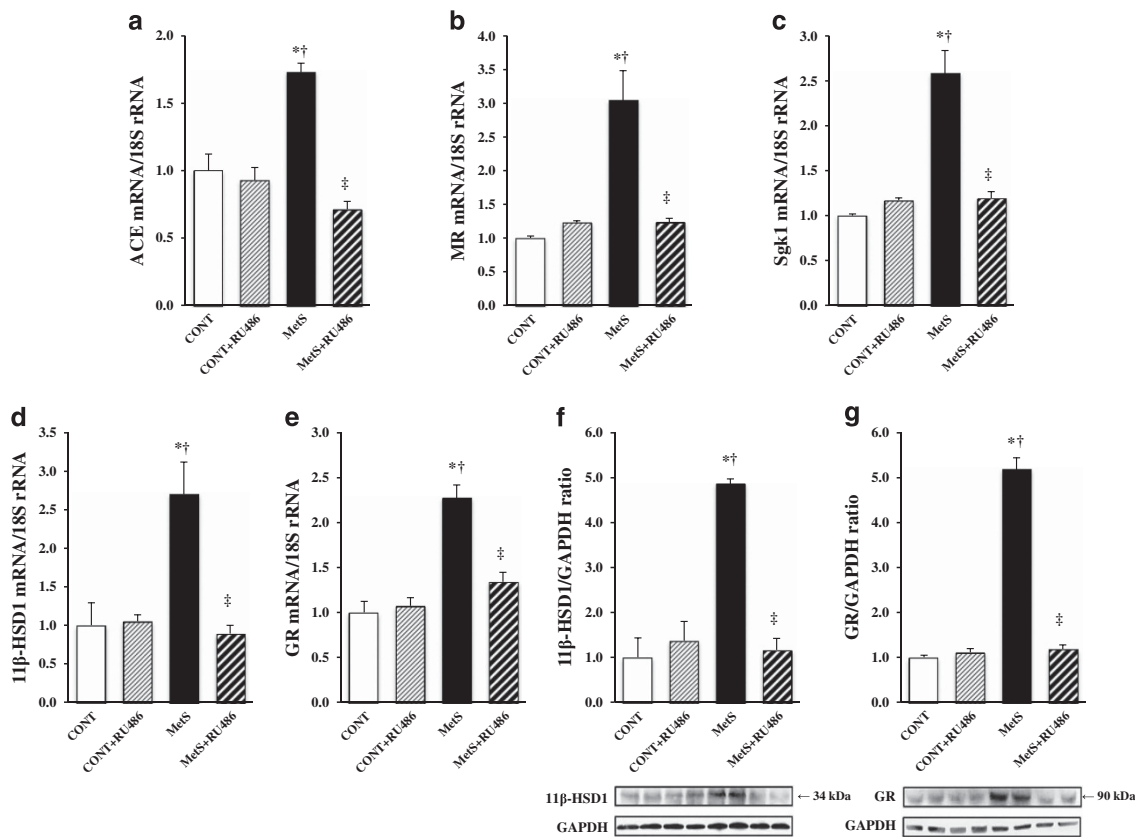 a
ACE mRNA/18S rRNA
2.0
1.5
1.0
0.5
0.0
*†
‡
CONT
CONT+RU486
MetS
MetS+RU486
b
MR mRNA/18S rRNA
4.0
3.5
3.0
2.5
2.0
1.5
1.0
0.5
0.0
*†
‡
CONT
CONT+RU486
MetS
MetS+RU486
c
Sgk1 mRNA/18S rRNA
3.0
2.5
2.0
1.5
1.0
0.5
0.0
*†
‡
CONT
CONT+RU486
MetS
MetS+RU486
d
11β-HSD1 mRNA/18S rRNA
3.5
3.0
2.5
2.0
1.5
1.0
0.5
0.0
*†
‡
CONT
CONT+RU486
MetS
MetS+RU486
e
GR mRNA/18S rRNA
3.0
2.5
2.0
1.5
1.0
0.5
0.0
*†
‡
CONT
CONT+RU486
MetS
MetS+RU486
f
11β-HSD1/GAPDH ratio
6.0
5.0
4.0
3.0
2.0
1.0
0.0
*†
‡
CONT
CONT+RU486
MetS
MetS+RU486
11β-HSD1
← 34 kDa
GAPDH
g
GR/GAPDH ratio
6.0
5.0
4.0
3.0
2.0
1.0
0.0
*†
‡
CONT
CONT+RU486
MetS
MetS+RU486
GR
← 90 kDa
GAPDH